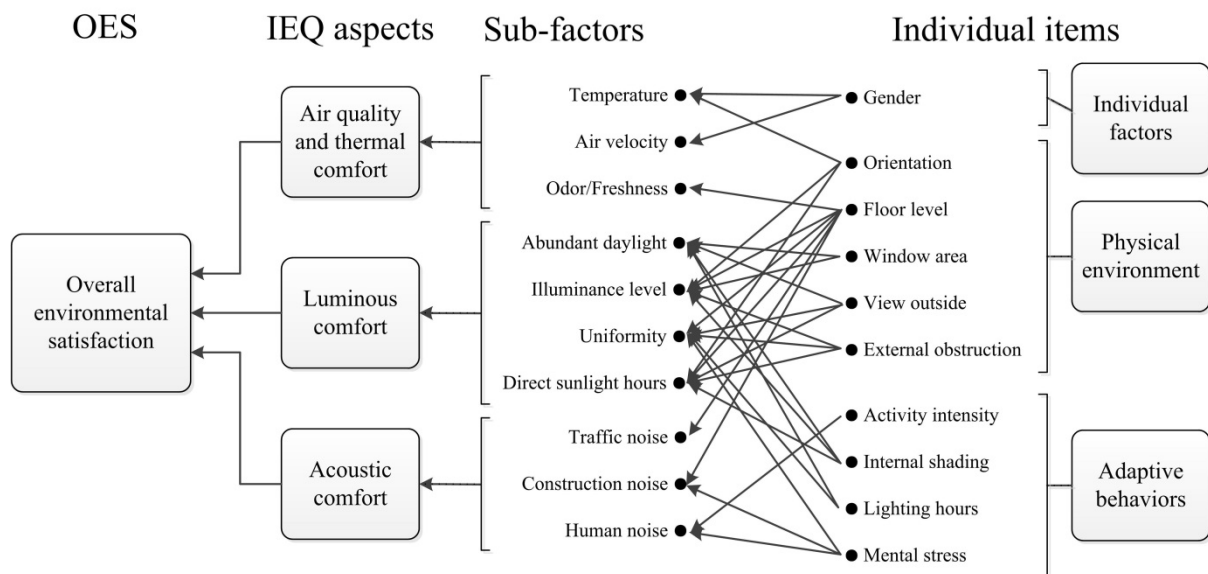 OES
IEQ aspects
Sub-factors
Individual items
Overall
environmental
satisfaction
Air quality
and thermal
comfort
Luminous
comfort
Acoustic
comfort
Temperature
Air velocity
Odor/Freshness
Abundant daylight
Illuminance level
Uniformity
Direct sunlight hours
Traffic noise
Construction noise
Human noise
Gender
Orientation
Floor level
Window area
View outside
External obstruction
Activity intensity
Internal shading
Lighting hours
Mental stress
Individual
factors
Physical
environment
Adaptive
behaviors